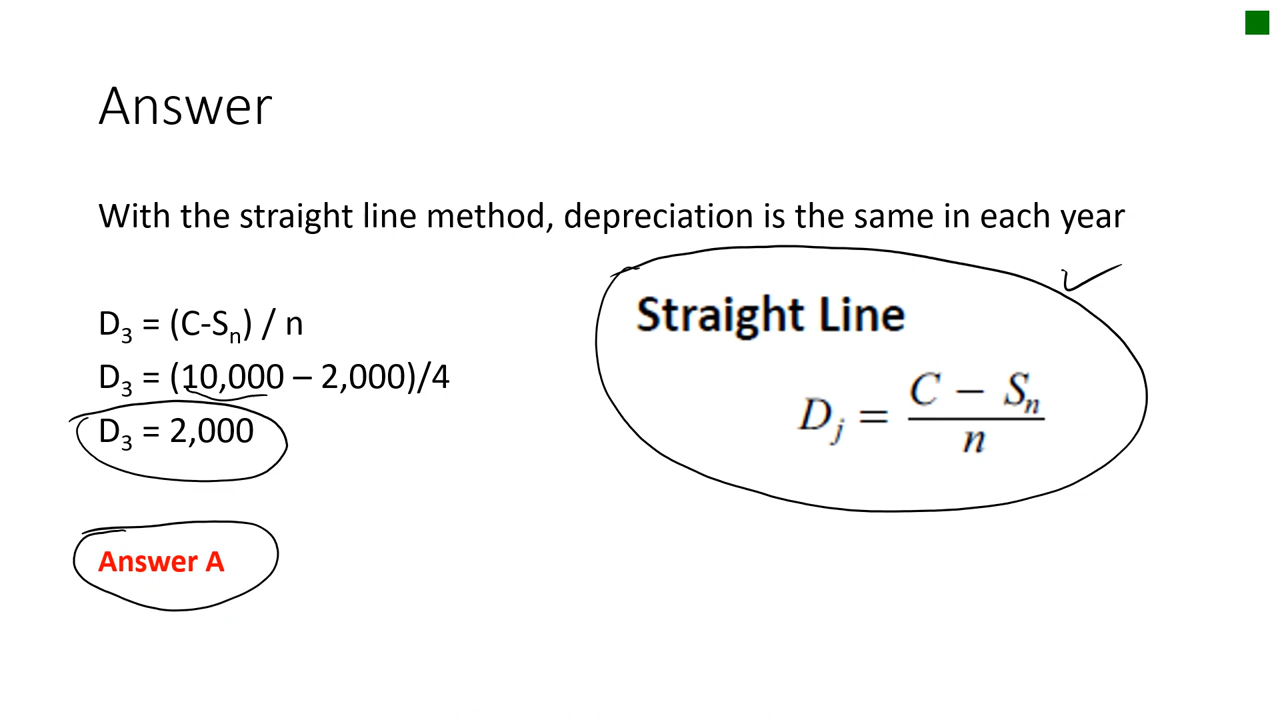 Answer
With the straight line method, depreciation is the same in each year
D₃ = (C-Sₙ) / n
D₃ = (10,000 – 2,000)/4
D₃ = 2,000
Answer A
Straight Line
Dⱼ = (C − Sₙ) / n